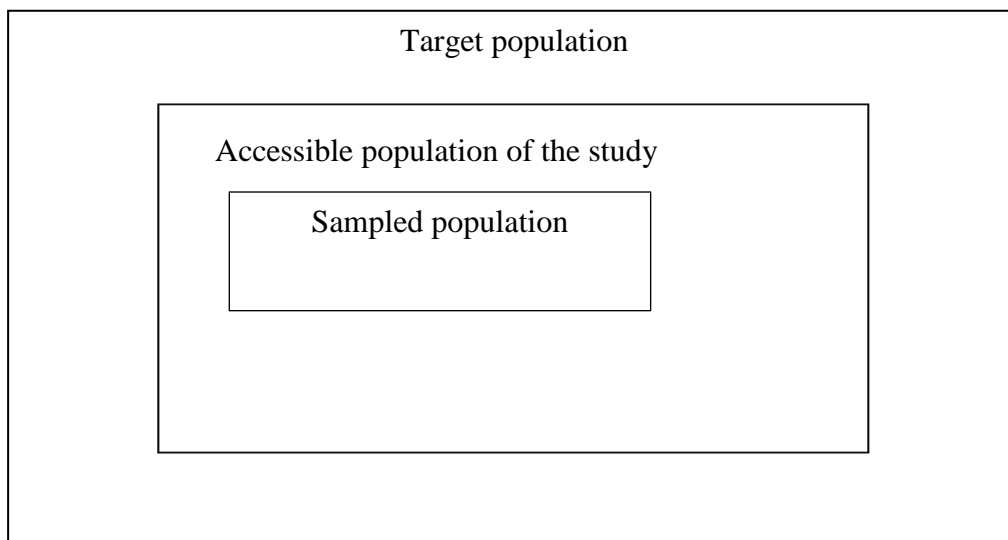 Target population
Accessible population of the study
Sampled population